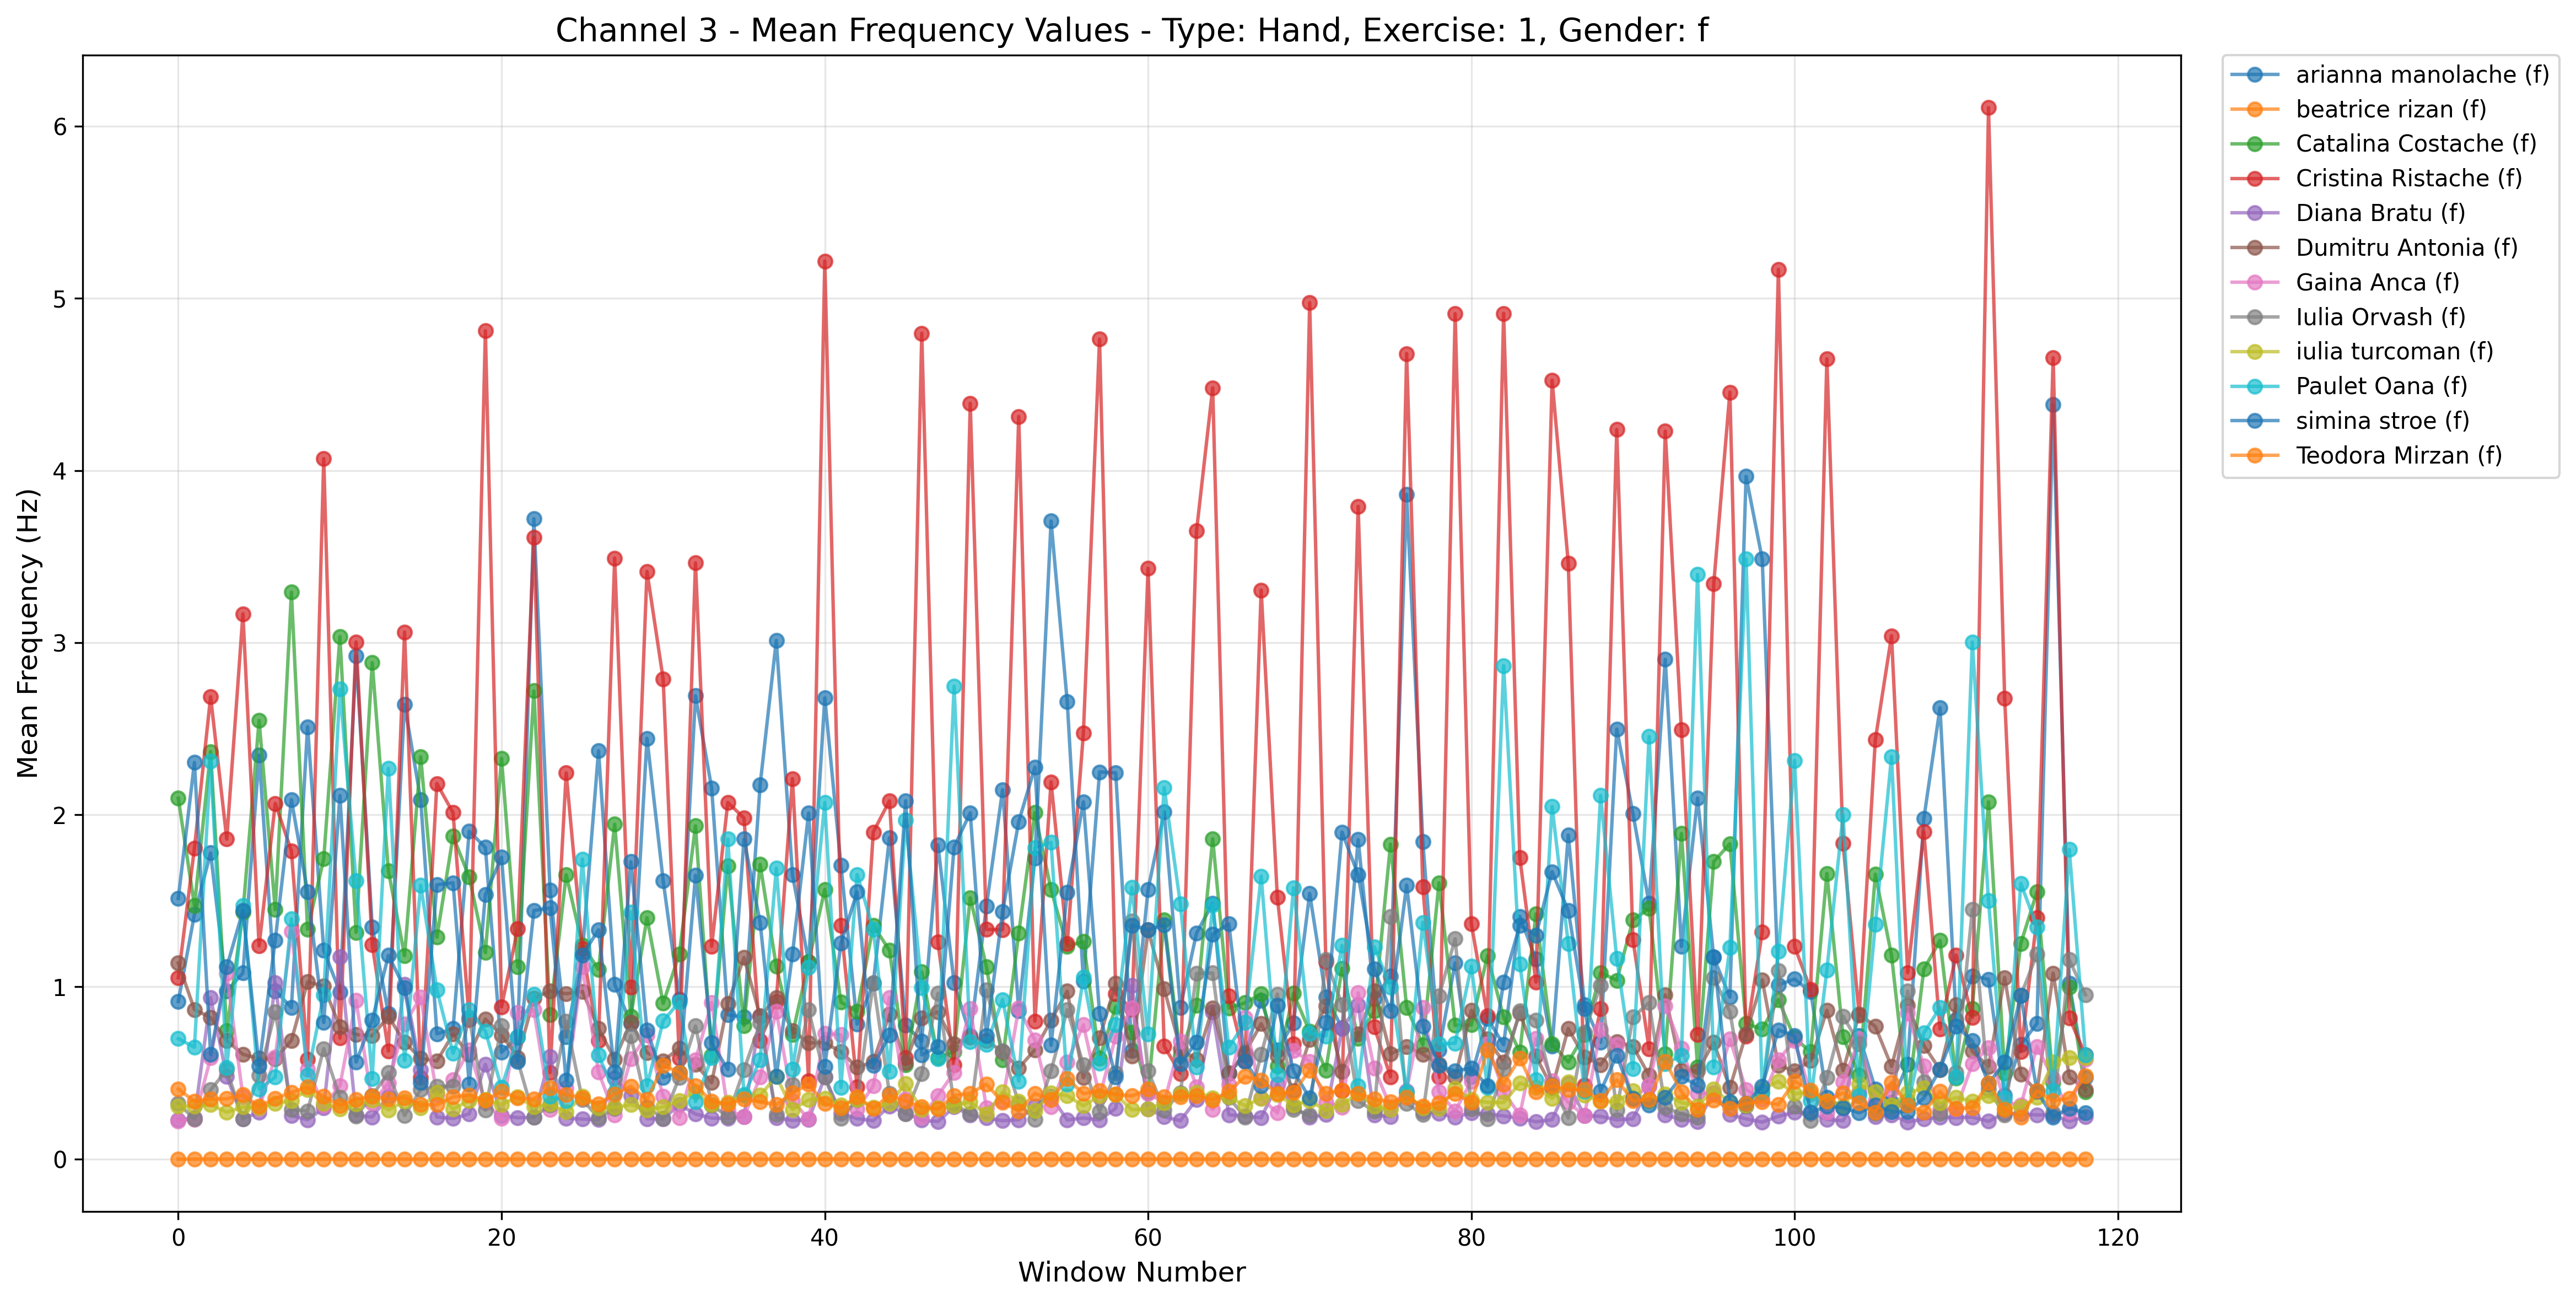 Channel 3 - Mean Frequency Values - Type: Hand, Exercise: 1, Gender: f
Mean Frequency (Hz)
6
5
4
3
2
1
0
0 20 40 60 80 100 120
Window Number
arianna manolache (f)
beatrice rizan (f)
Catalina Costache (f)
Cristina Ristache (f)
Diana Bratu (f)
Dumitru Antonia (f)
Gaina Anca (f)
Iulia Orvash (f)
iulia turcoman (f)
Paulet Oana (f)
simina stroe (f)
Teodora Mirzan (f)